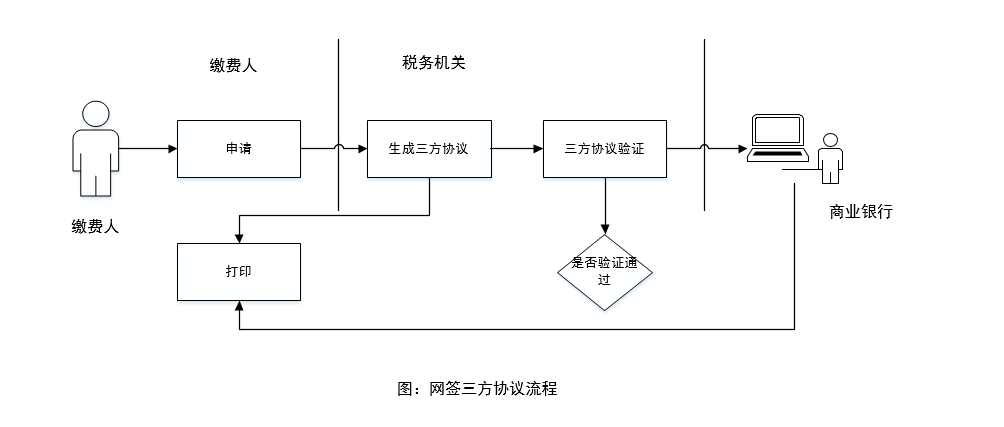 缴费人
税务机关
申请
生成三方协议
三方协议验证
缴费人
商业银行
打印
是否验证通
过
图：网签三方协议流程